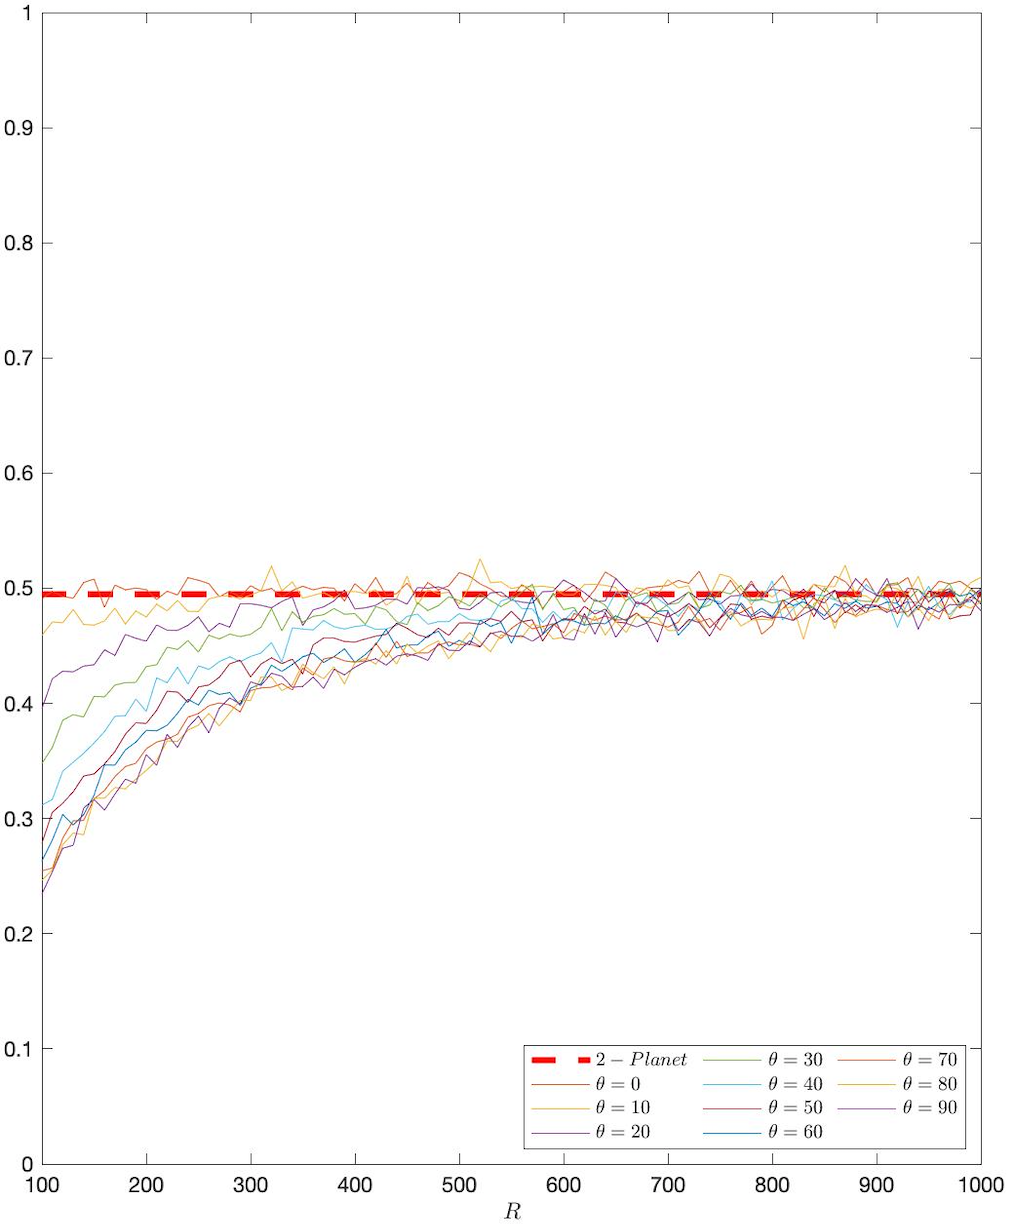 1
0.9
0.8
0.7
0.6
0.5
0.4
0.3
0.2
0.1
0
2 − Planet
θ = 0
θ = 10
θ = 20
θ = 30
θ = 40
θ = 50
θ = 60
θ = 70
θ = 80
θ = 90
100 200 300 400 500 600 700 800 900 1000
R